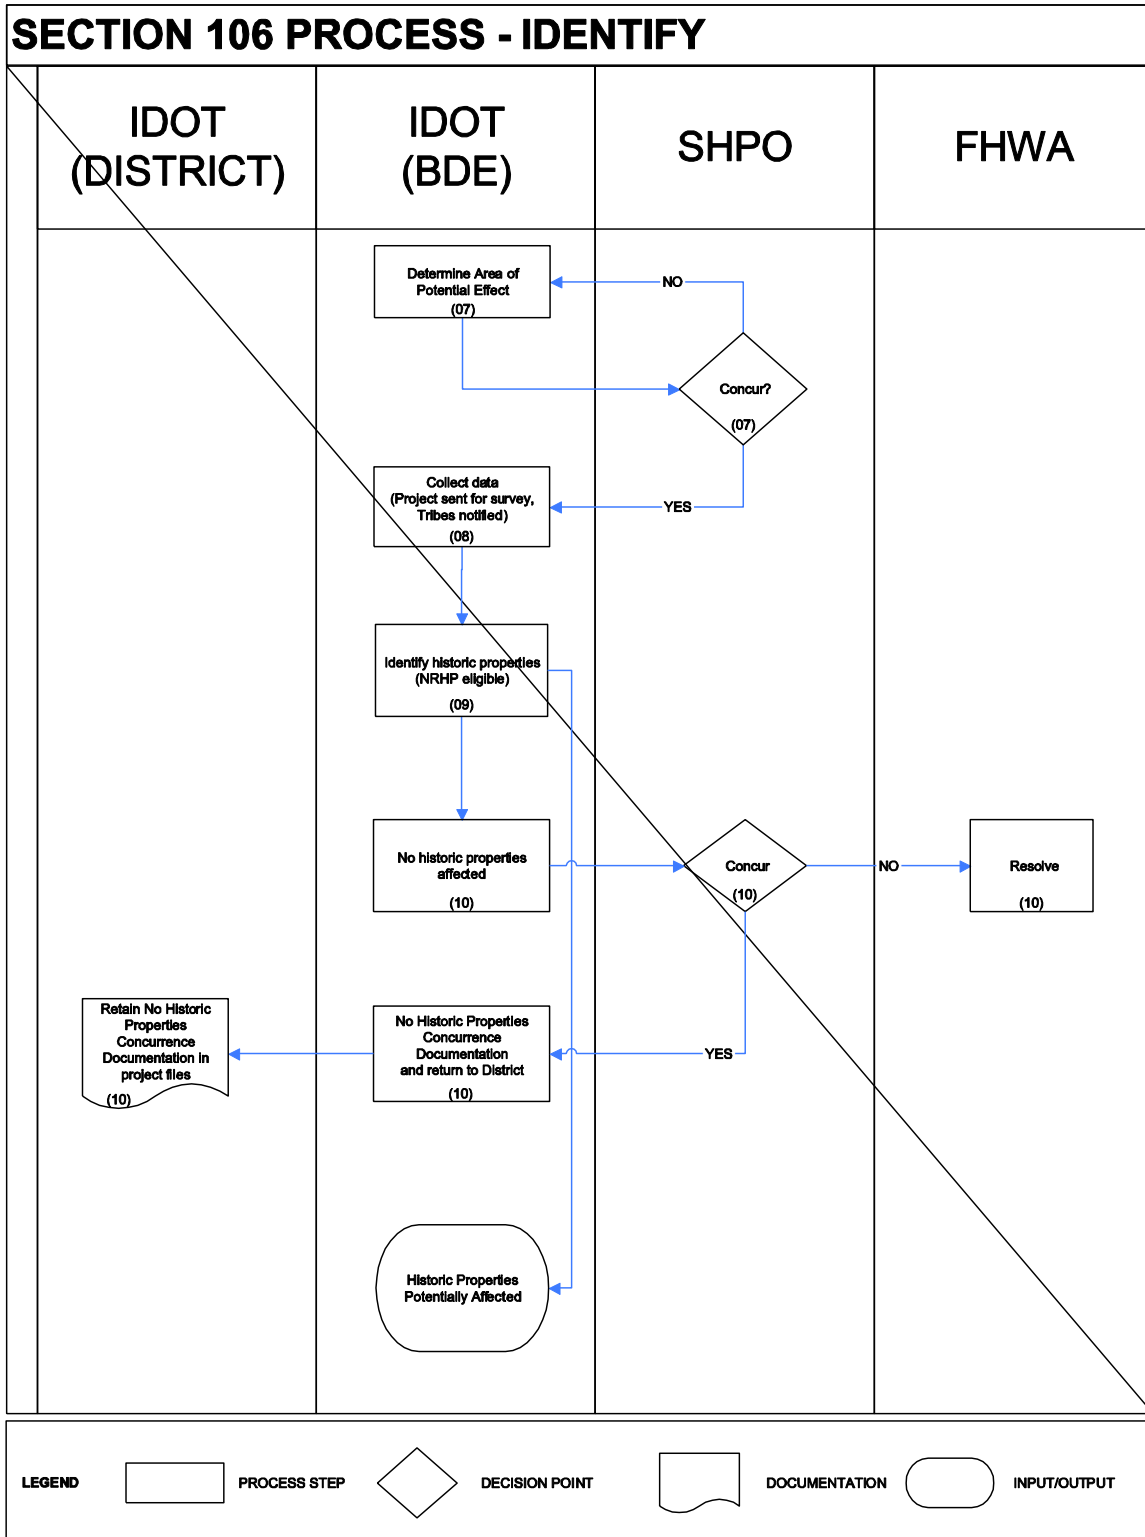 SECTION 106 PROCESS - IDENTIFY
IDOT
(DISTRICT)
IDOT
(BDE)
SHPO
FHWA
Determine Area of
Potential Effect
(07)
NO
Concur?
(07)
Collect data
(Project sent for survey,
Tribes notified)
(08)
YES
Identify historic properties
(NRHP eligible)
(09)
No historic properties
affected
(10)
Concur
(10)
NO
Resolve
(10)
Retain No Historic
Properties
Concurrence
Documentation in
project files
(10)
No Historic Properties
Concurrence
Documentation
and return to District
(10)
YES
Historic Properties
Potentially Affected
LEGEND
PROCESS STEP
DECISION POINT
DOCUMENTATION
INPUT/OUTPUT